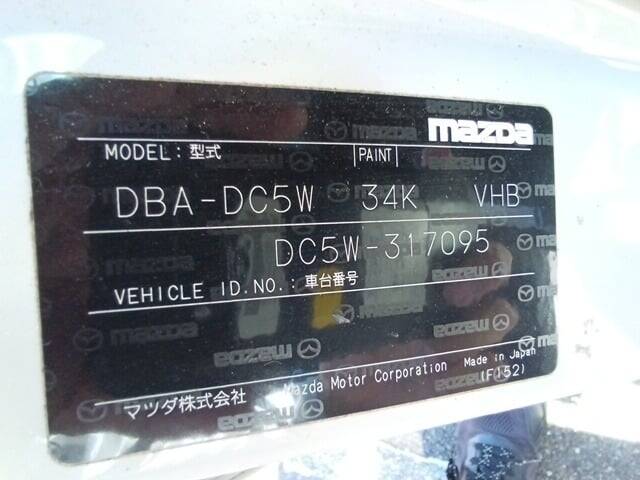 mazda
MODEL: 型式 PAINT
DBA-DC5W 34K VHB
DC5W-317095
VEHICLE ID.NO.: 車台番号
マツダ株式会社 Mazda Motor Corporation Made in Japan
(F152)